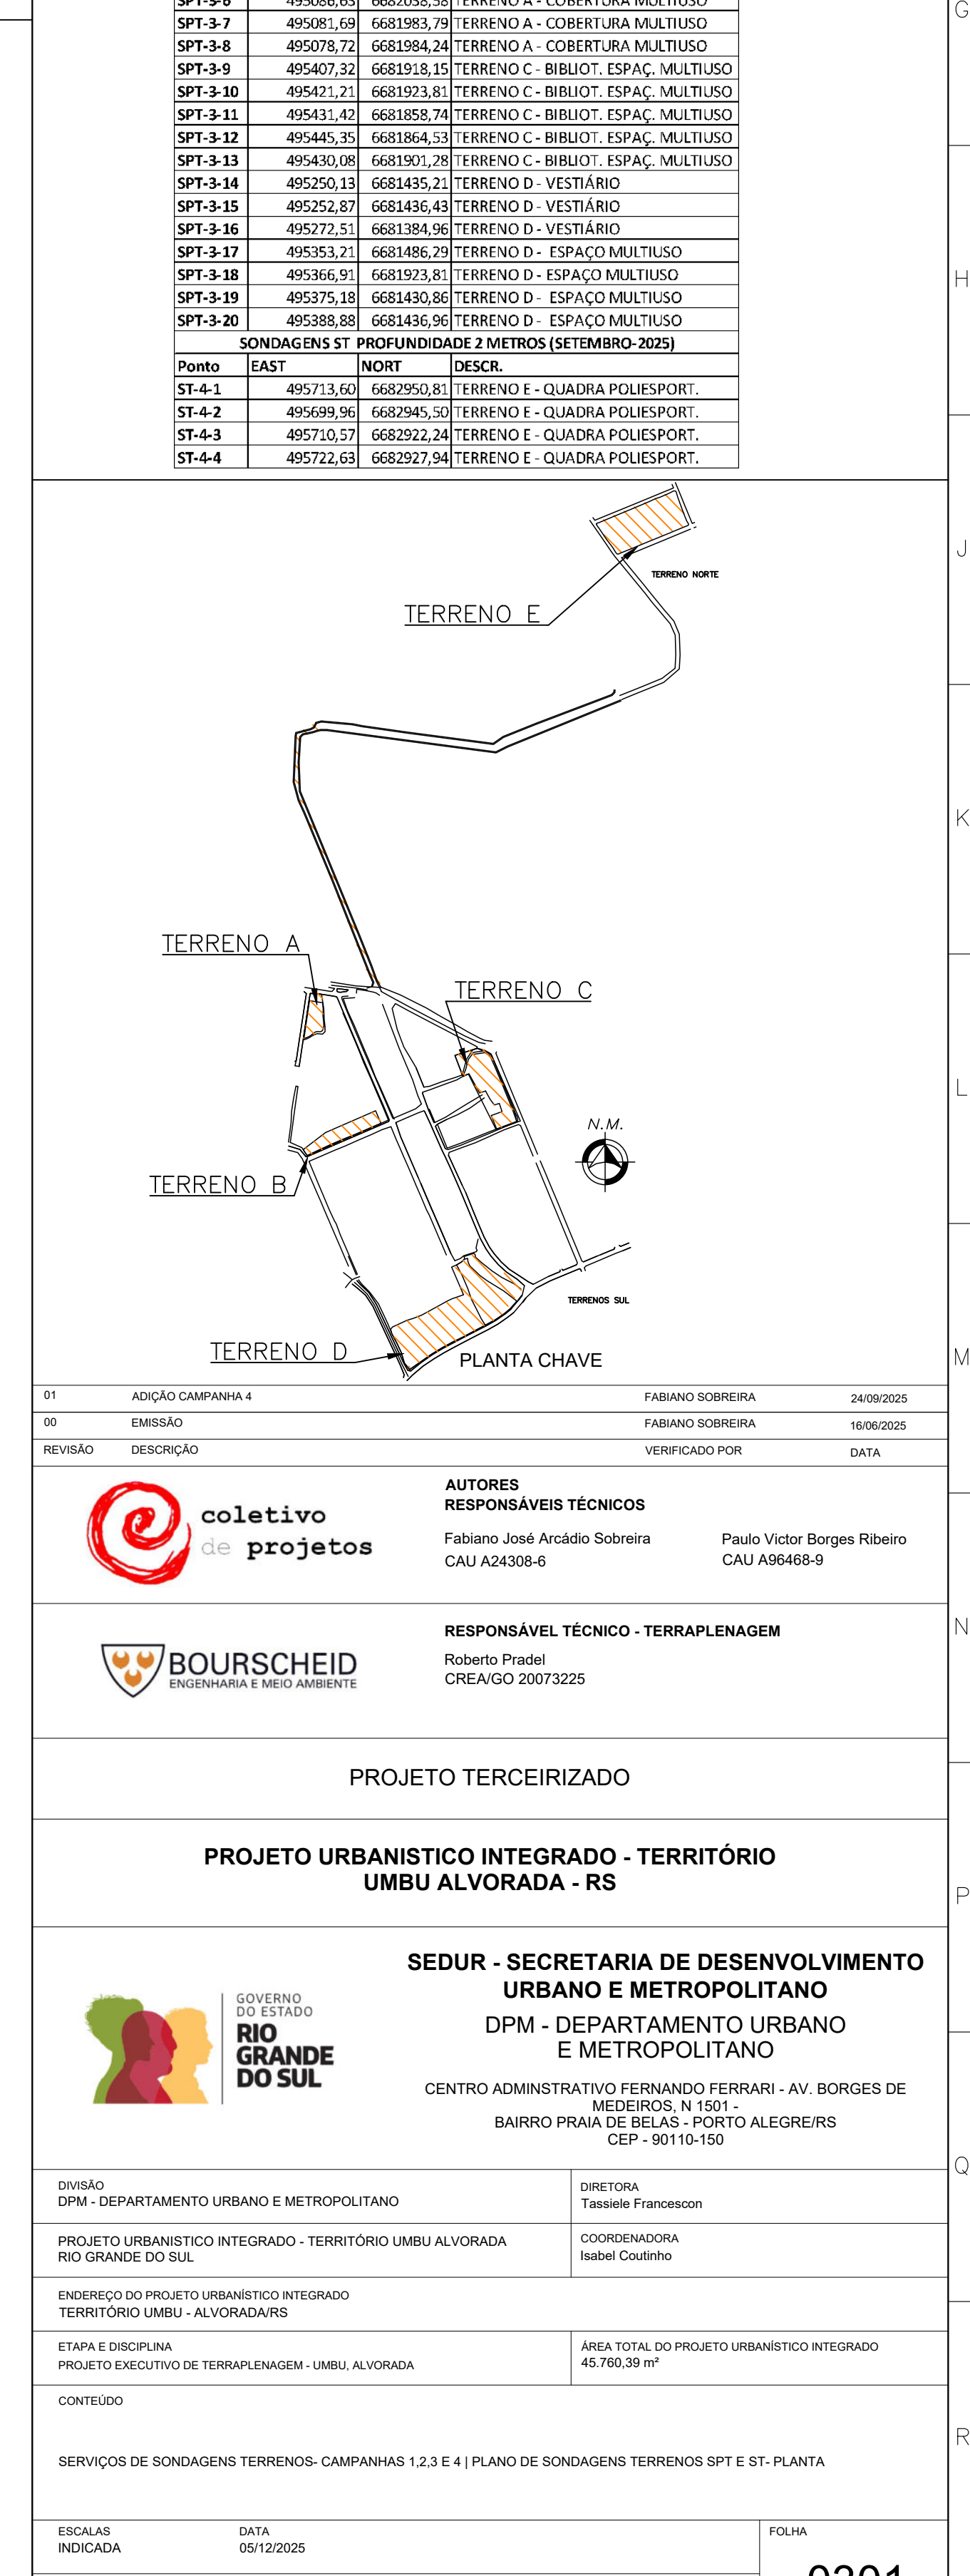 SPT-3-6 495086,63 6682038,58 TERRENO A - COBERTURA MULTIUSO
SPT-3-7 495081,69 6681983,79 TERRENO A - COBERTURA MULTIUSO
SPT-3-8 495078,72 6681984,24 TERRENO A - COBERTURA MULTIUSO
SPT-3-9 495407,32 6681918,15 TERRENO C - BIBLIOT. ESPAÇ. MULTIUSO
SPT-3-10 495421,21 6681923,81 TERRENO C - BIBLIOT. ESPAÇ. MULTIUSO
SPT-3-11 495431,42 6681858,74 TERRENO C - BIBLIOT. ESPAÇ. MULTIUSO
SPT-3-12 495445,35 6681864,53 TERRENO C - BIBLIOT. ESPAÇ. MULTIUSO
SPT-3-13 495430,08 6681901,28 TERRENO C - BIBLIOT. ESPAÇ. MULTIUSO
SPT-3-14 495250,13 6681435,21 TERRENO D - VESTIÁRIO
SPT-3-15 495252,87 6681436,43 TERRENO D - VESTIÁRIO
SPT-3-16 495272,51 6681384,96 TERRENO D - VESTIÁRIO
SPT-3-17 495353,21 6681486,29 TERRENO D - ESPAÇO MULTIUSO
SPT-3-18 495366,91 6681923,81 TERRENO D - ESPAÇO MULTIUSO
SPT-3-19 495375,18 6681430,86 TERRENO D - ESPAÇO MULTIUSO
SPT-3-20 495388,88 6681436,96 TERRENO D - ESPAÇO MULTIUSO
SONDAGENS ST PROFUNDIDADE 2 METROS (SETEMBRO-2025)
Ponto EAST NORT DESCR.
ST-4-1 495713,60 6682950,81 TERRENO E - QUADRA POLIESPORT.
ST-4-2 495699,96 6682945,50 TERRENO E - QUADRA POLIESPORT.
ST-4-3 495710,57 6682922,24 TERRENO E - QUADRA POLIESPORT.
ST-4-4 495722,63 6682927,94 TERRENO E - QUADRA POLIESPORT.
TERRENO NORTE
TERRENO E
TERRENO A
TERRENO C
N.M.
TERRENO B
TERRENOS SUL
TERRENO D
PLANTA CHAVE
01 ADIÇÃO CAMPANHA 4 FABIANO SOBREIRA 24/09/2025
00 EMISSÃO FABIANO SOBREIRA 16/06/2025
REVISÃO DESCRIÇÃO VERIFICADO POR DATA
coletivo
de projetos
AUTORES
RESPONSÁVEIS TÉCNICOS
Fabiano José Arcádio Sobreira
CAU A24308-6
Paulo Victor Borges Ribeiro
CAU A96468-9
BOURSCHEID
ENGENHARIA E MEIO AMBIENTE
RESPONSÁVEL TÉCNICO - TERRAPLENAGEM
Roberto Pradel
CREA/GO 20073225
PROJETO TERCEIRIZADO
PROJETO URBANISTICO INTEGRADO - TERRITÓRIO
UMBU ALVORADA - RS
GOVERNO
DO ESTADO
RIO
GRANDE
DO SUL
SEDUR - SECRETARIA DE DESENVOLVIMENTO
URBANO E METROPOLITANO
DPM - DEPARTAMENTO URBANO
E METROPOLITANO
CENTRO ADMINSTRATIVO FERNANDO FERRARI - AV. BORGES DE
MEDEIROS, N 1501 -
BAIRRO PRAIA DE BELAS - PORTO ALEGRE/RS
CEP - 90110-150
DIVISÃO
DPM - DEPARTAMENTO URBANO E METROPOLITANO
DIRETORA
Tassiele Francescon
PROJETO URBANISTICO INTEGRADO - TERRITÓRIO UMBU ALVORADA
RIO GRANDE DO SUL
COORDENADORA
Isabel Coutinho
ENDEREÇO DO PROJETO URBANÍSTICO INTEGRADO
TERRITÓRIO UMBU - ALVORADA/RS
ETAPA E DISCIPLINA
PROJETO EXECUTIVO DE TERRAPLENAGEM - UMBU, ALVORADA
ÁREA TOTAL DO PROJETO URBANÍSTICO INTEGRADO
45.760,39 m²
CONTEÚDO
SERVIÇOS DE SONDAGENS TERRENOS- CAMPANHAS 1,2,3 E 4 | PLANO DE SONDAGENS TERRENOS SPT E ST- PLANTA
ESCALAS
INDICADA
DATA
05/12/2025
FOLHA
0301
G
H
J
K
L
M
N
P
Q
R